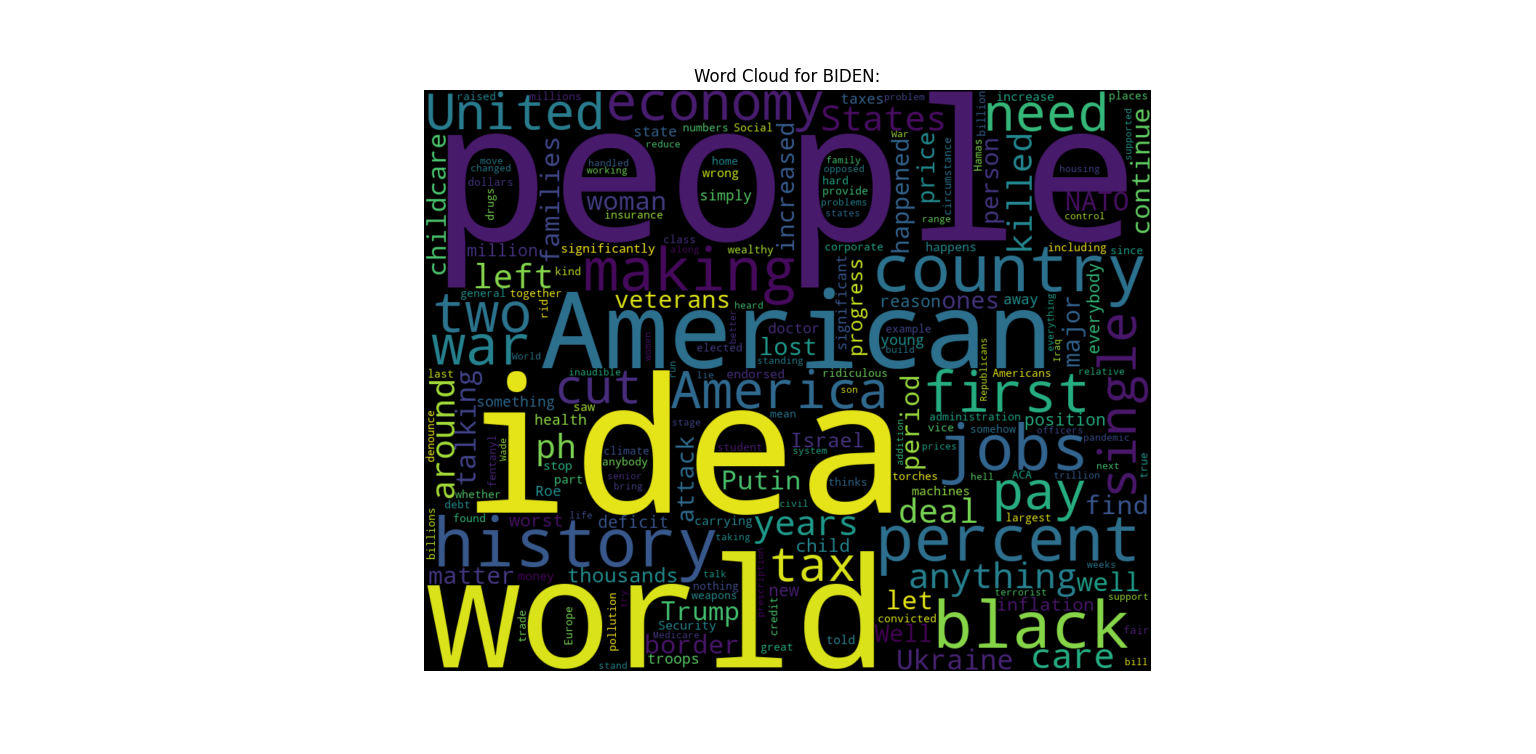 Word Cloud for BIDEN:
raised millions taxes problem increase places
United economy States need
state numbers Social War billion supported
reduce
people
move changed handled working home wrong family opposed
dollars drugs woman simply hard provide
insurance problems states
childcare families increased happened price circumstance Hamas person killed housing NATO continue
range control
million significantly class along wealthy corporate happens including since
left kind making country
general together rid veterans heard significant progress reason ones away everything major everybody
two American
war World women better doctor example
elected lost standing young build Iraq single
last inaudible run lie endorsed ridiculous Republicans Americans relative
around talking something cut America son period first
saw
health mean administration position
denounce stage vice somehow officers pandemic
ph climate attack student Israel system addition prices jobs
fentanyl Wade stop anybody hell ACA next true
idea
part senior bring Putin thinks torches trillion
whether Roe machines pay
debt civil deal find
found worst life deficit carrying years largest
billions history taking child percent
matter money thousands talk tax anything well weeks
nothing prescription new terrorist
world weapons let inflation support
trade Europe pollution try Trump credit convicted black
Security told Well fair
Medicare border great
stand troops Ukraine care bill